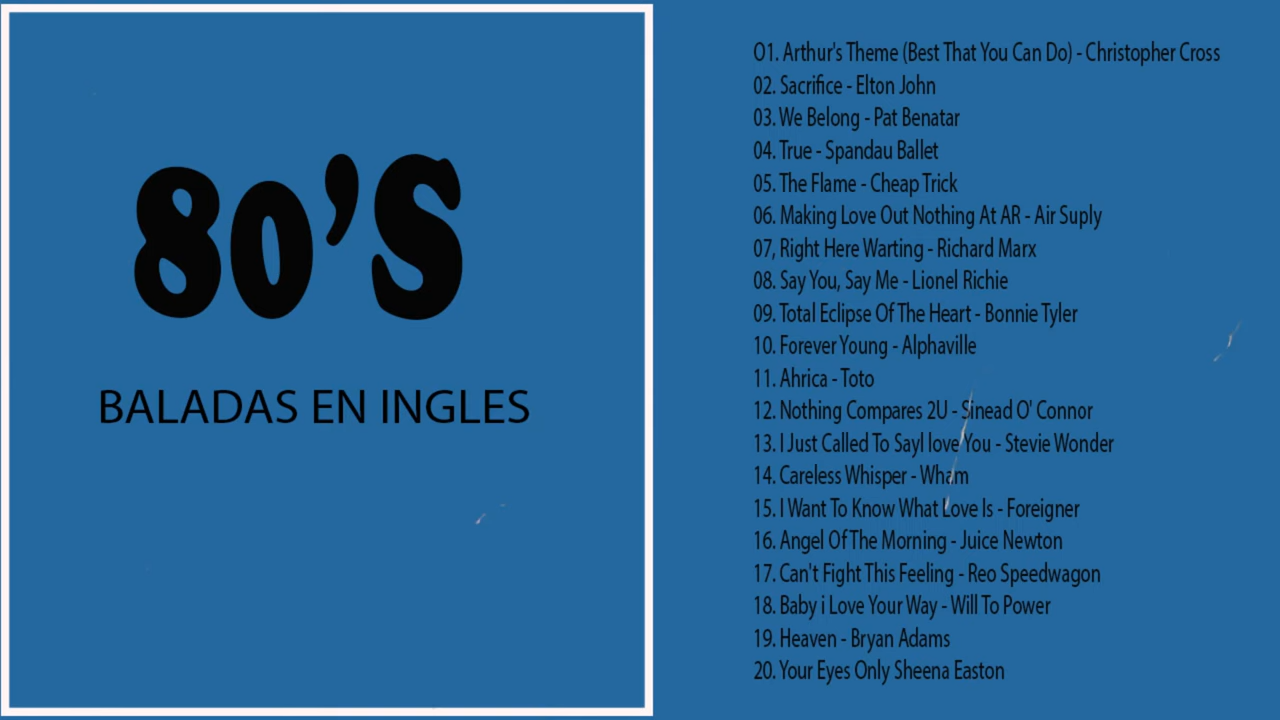 80'S
BALADAS EN INGLES
O1. Arthur's Theme (Best That You Can Do) - Christopher Cross
02. Sacrifice - Elton John
03. We Belong - Pat Benatar
04. True - Spandau Ballet
05. The Flame - Cheap Trick
06. Making Love Out Nothing At AR - Air Suply
07, Right Here Warting - Richard Marx
08. Say You, Say Me - Lionel Richie
09. Total Eclipse Of The Heart - Bonnie Tyler
10. Forever Young - Alphaville
11. Ahrica - Toto
12. Nothing Compares 2U - Sinead O' Connor
13. I Just Called To Sayl love You - Stevie Wonder
14. Careless Whisper - Wham
15. I Want To Know What Love Is - Foreigner
16. Angel Of The Morning - Juice Newton
17. Can't Fight This Feeling - Reo Speedwagon
18. Baby i Love Your Way - Will To Power
19. Heaven - Bryan Adams
20. Your Eyes Only Sheena Easton